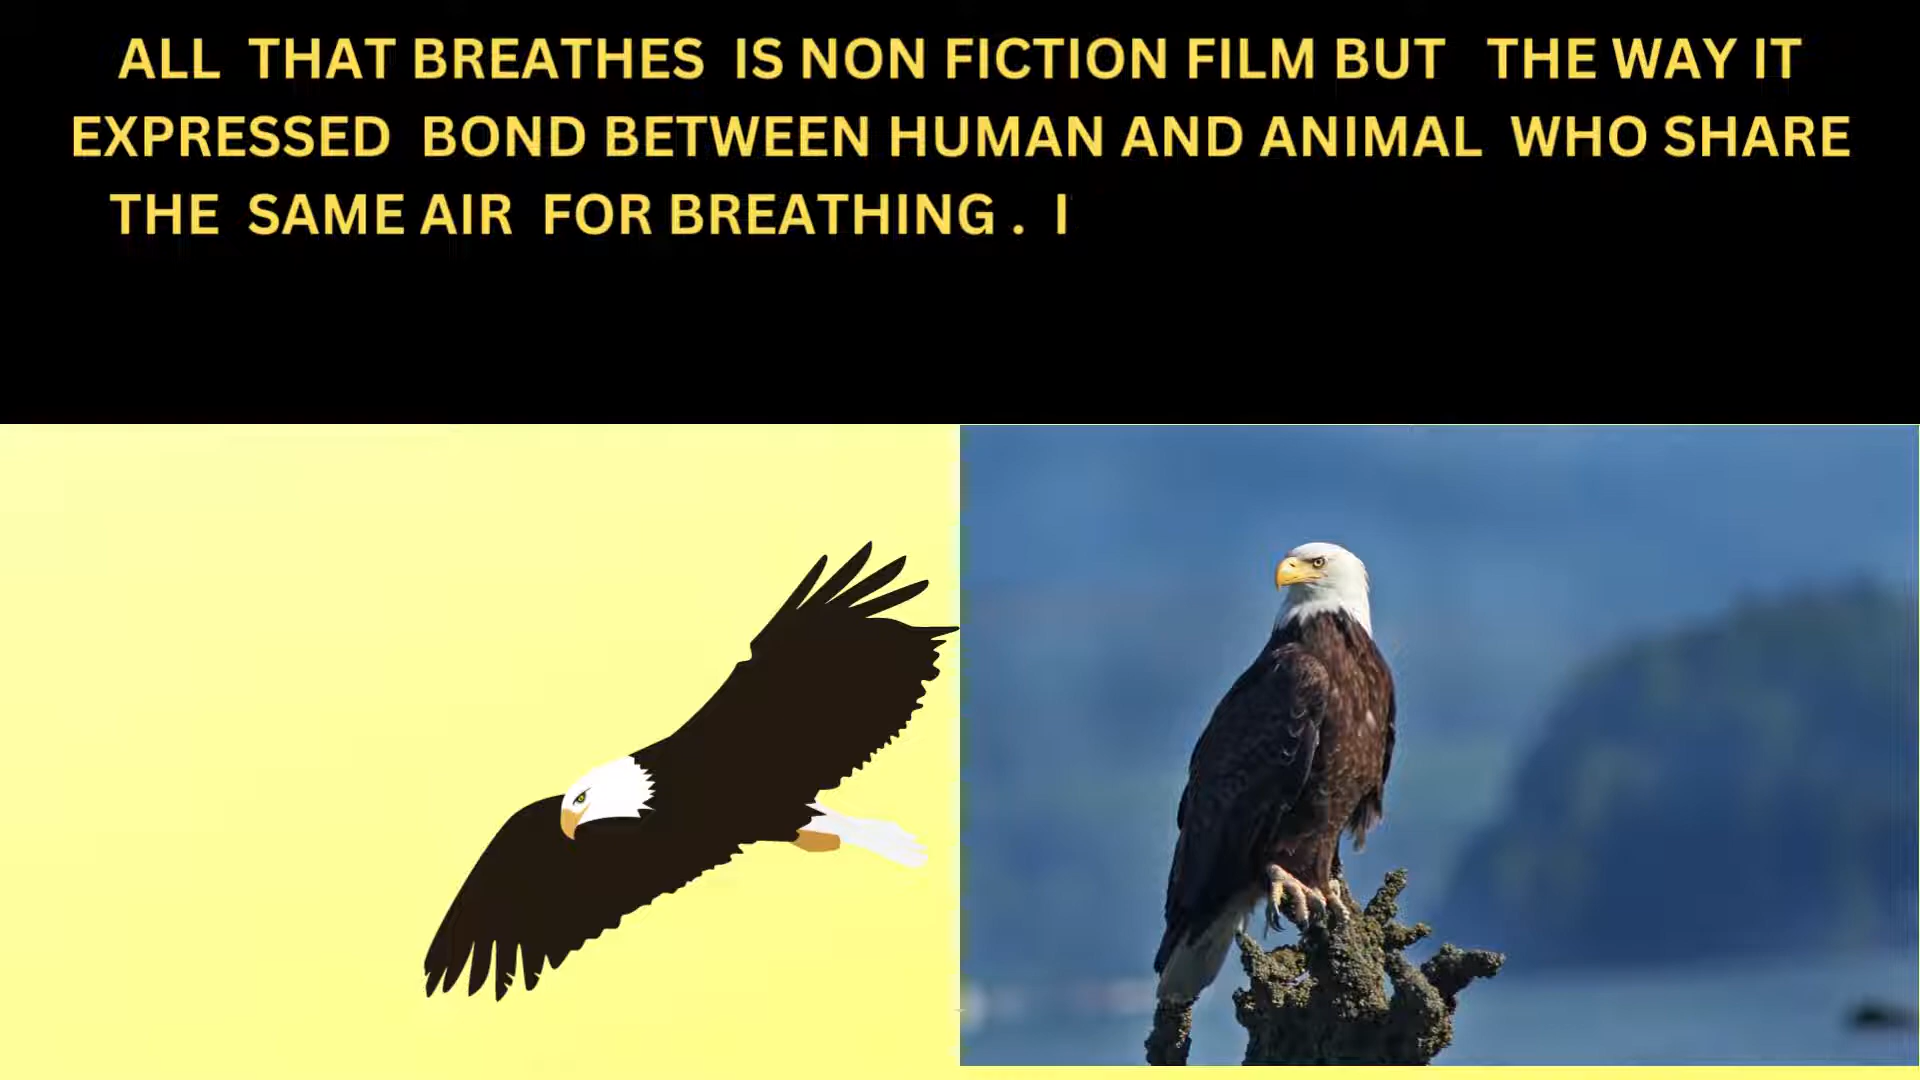 ALL THAT BREATHES IS NON FICTION FILM BUT THE WAY IT
EXPRESSED BOND BETWEEN HUMAN AND ANIMAL WHO SHARE
THE SAME AIR FOR BREATHING . I